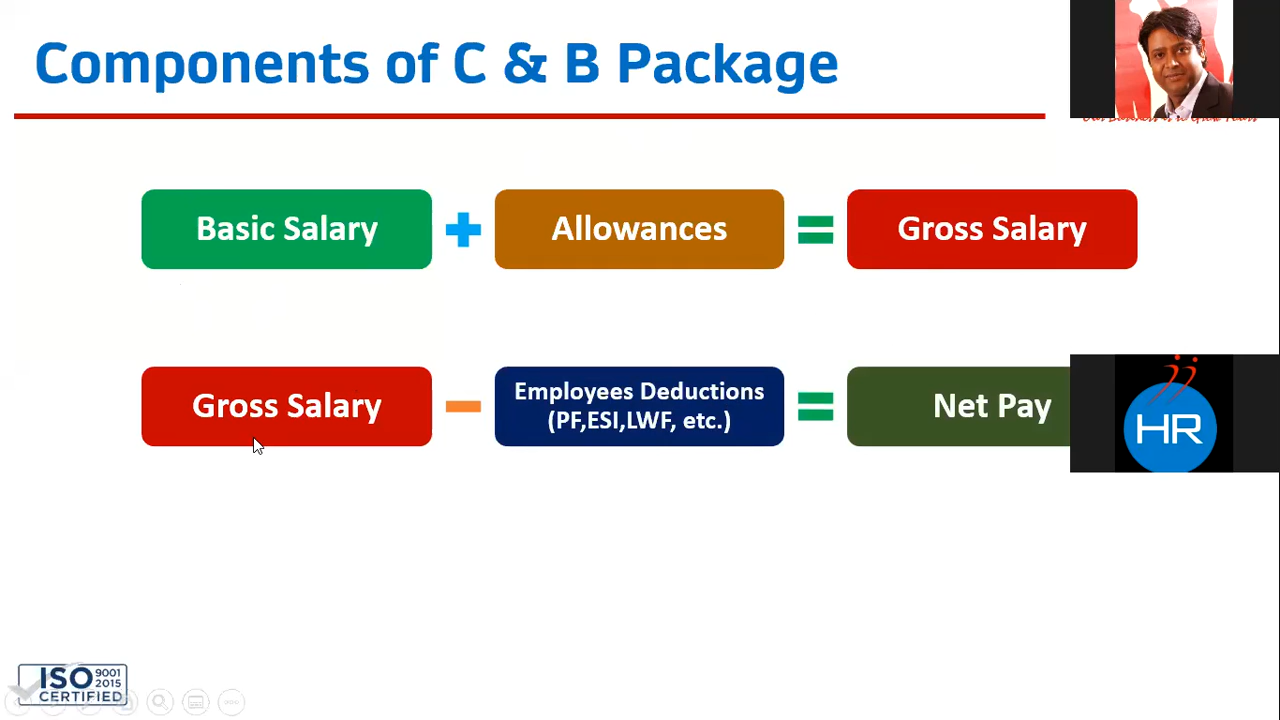 Components of C & B Package
Basic Salary
Allowances
Gross Salary
Gross Salary
Employees Deductions
(PF,ESI,LWF, etc.)
Net Pay
HR
ISO 9001
2015
CERTIFIED